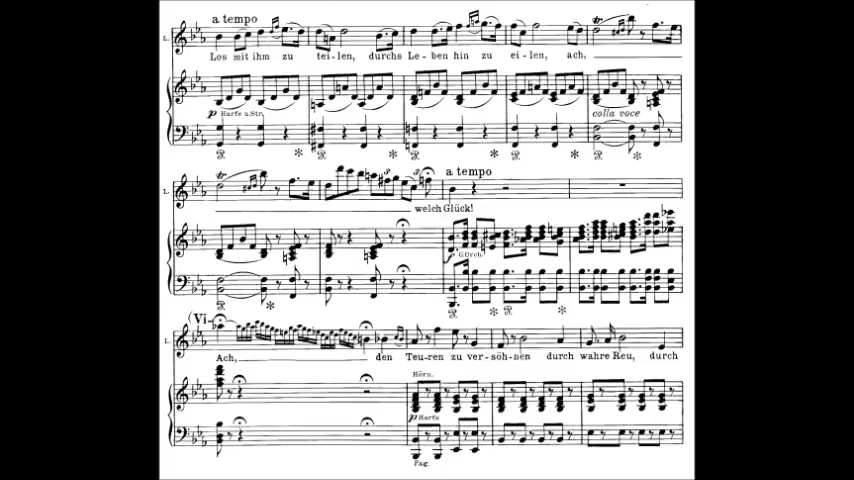 a tempo
L.
Los mit ihm zu tei-len, durchs Le-ben hin zu ei-len, ach,
p Harfe u. Str.
colla voce
L.
a tempo
welch Glück!
f G.Orch.
(Vi-
L.
Ach, den Teu-ren zu ver-söh-nen durch wahre Reu, durch
Hörn.
p Harfe
Fag.